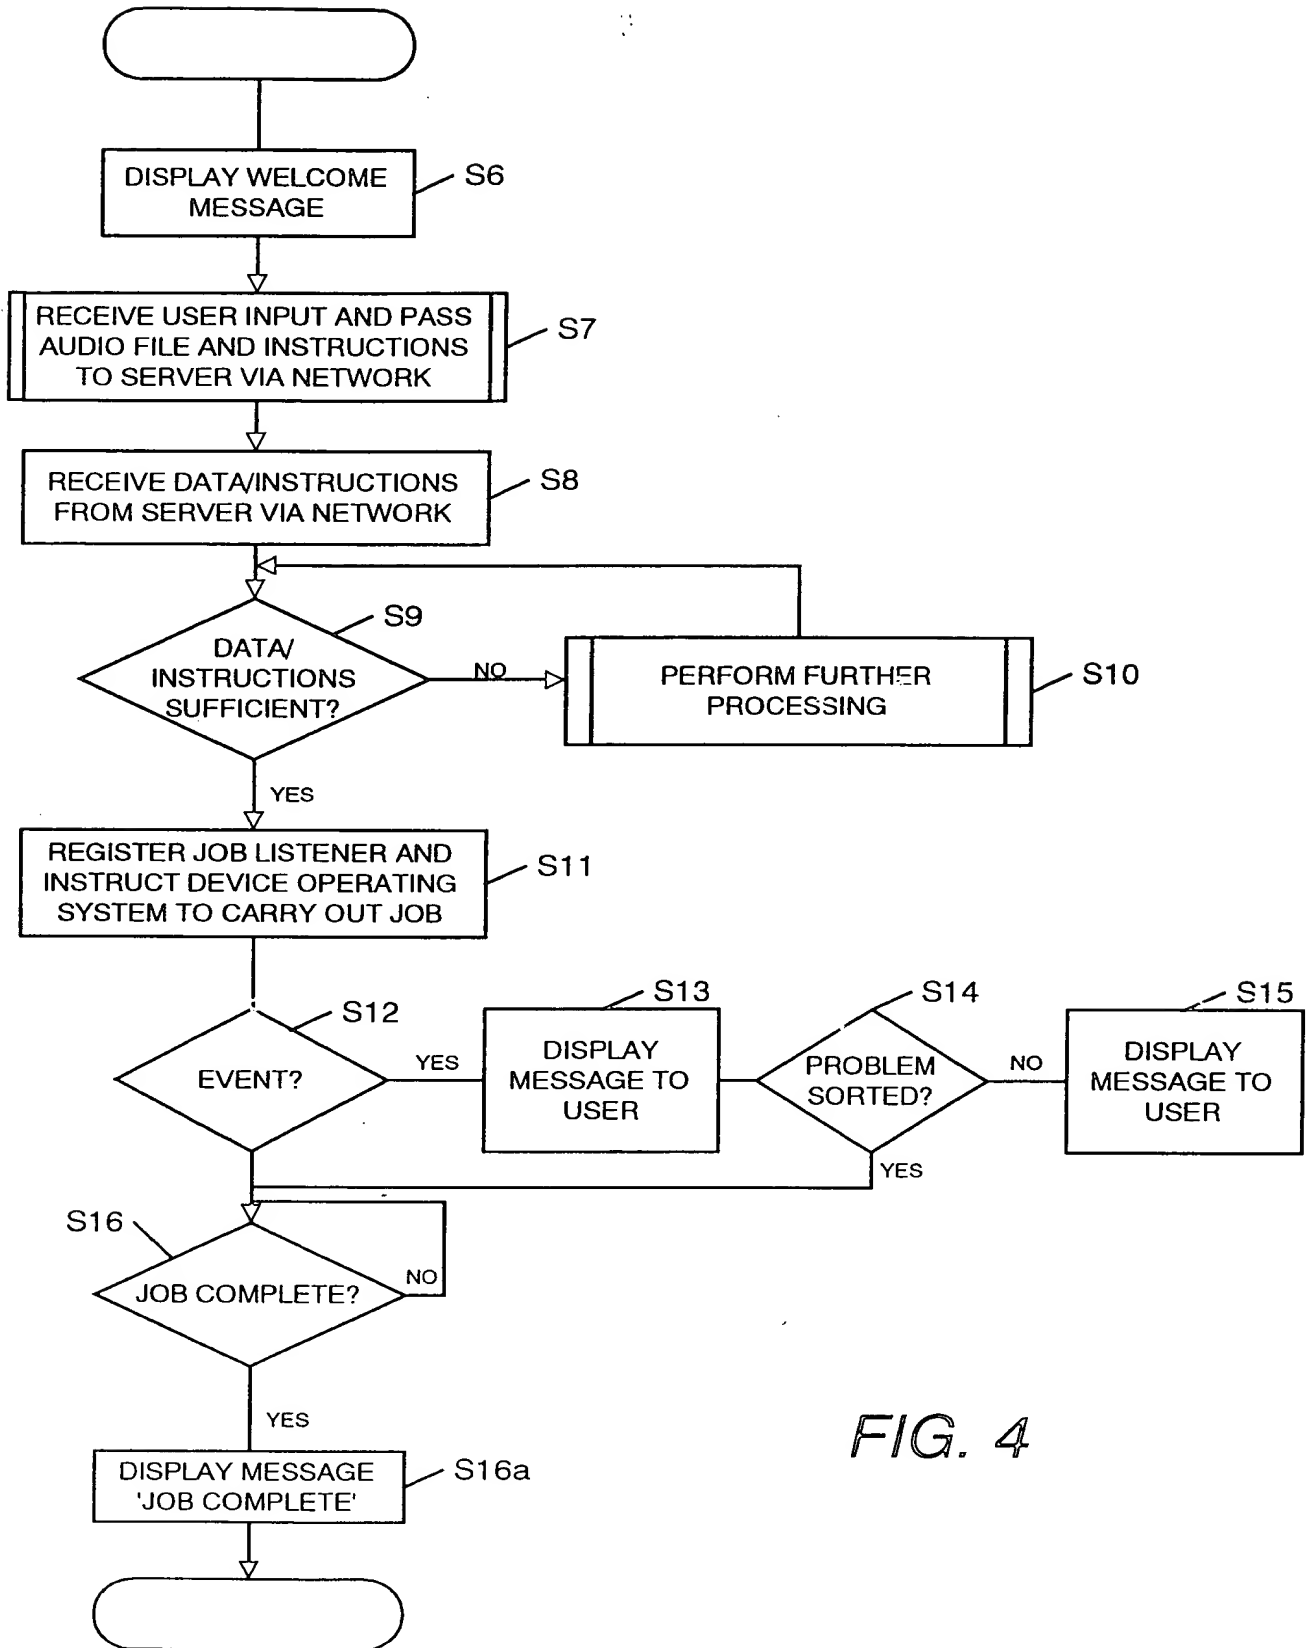 DISPLAY WELCOME
MESSAGE
S6
RECEIVE USER INPUT AND PASS
AUDIO FILE AND INSTRUCTIONS
TO SERVER VIA NETWORK
S7
RECEIVE DATA/INSTRUCTIONS
FROM SERVER VIA NETWORK
S8
S9
DATA/
INSTRUCTIONS
SUFFICIENT?
NO
PERFORM FURTHER
PROCESSING
S10
YES
REGISTER JOB LISTENER AND
INSTRUCT DEVICE OPERATING
SYSTEM TO CARRY OUT JOB
S11
S12
EVENT?
YES
S13
DISPLAY
MESSAGE TO
USER
S14
PROBLEM
SORTED?
NO
S15
DISPLAY
MESSAGE TO
USER
YES
S16
JOB COMPLETE?
NO
YES
DISPLAY MESSAGE
'JOB COMPLETE'
S16a
FIG. 4